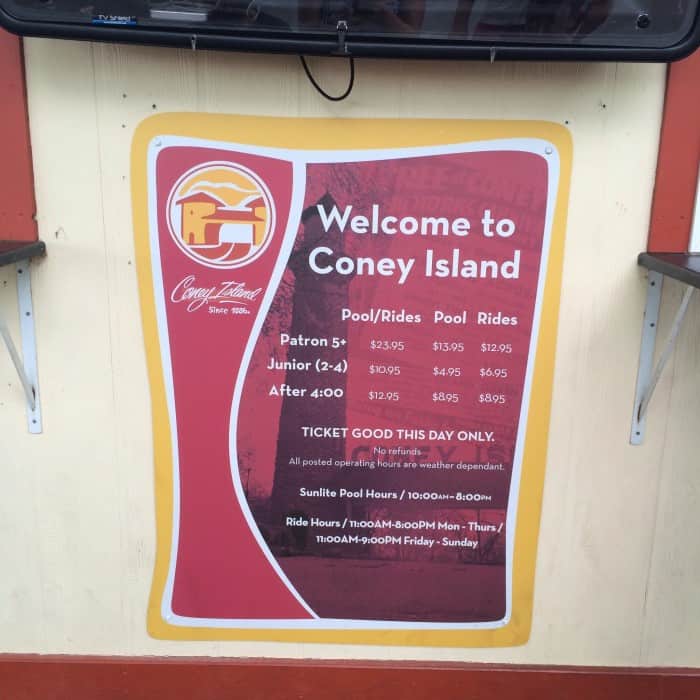 TV Shield
Welcome to
Coney Island
Coney Island
Since 1886
Pool/Rides Pool Rides
Patron 5+ $23.95 $13.95 $12.95
Junior (2-4) $10.95 $4.95 $6.95
After 4:00 $12.95 $8.95 $8.95
TICKET GOOD THIS DAY ONLY.
No refunds
All posted operating hours are weather dependant.
Sunlite Pool Hours / 10:00AM-8:00PM
Ride Hours / 11:00AM-8:00PM Mon - Thurs /
11:00AM-9:00PM Friday - Sunday